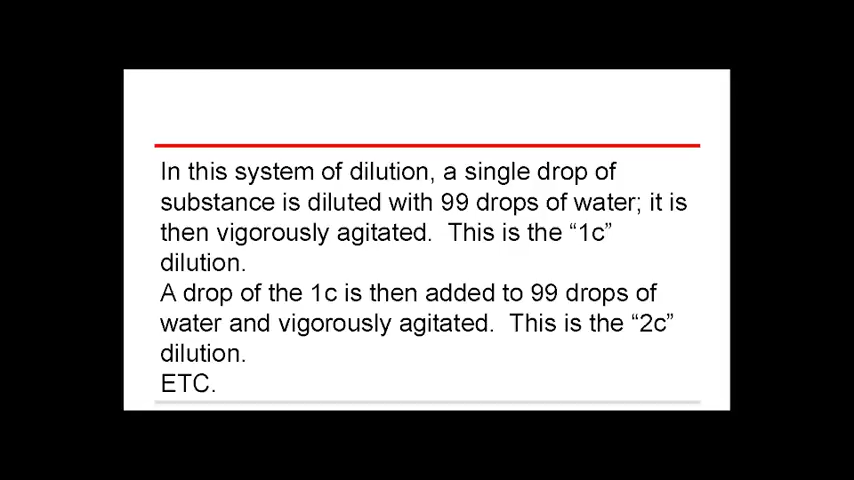 In this system of dilution, a single drop of
substance is diluted with 99 drops of water; it is
then vigorously agitated.  This is the “1c”
dilution.
A drop of the 1c is then added to 99 drops of
water and vigorously agitated.  This is the “2c”
dilution.
ETC.